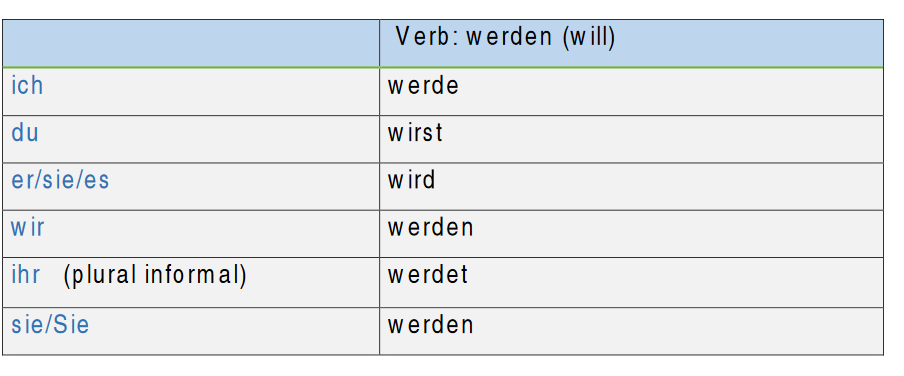 Verb: werden (will)
ich werde
du wirst
er/sie/es wird
wir werden
ihr (plural informal) werdet
sie/Sie werden